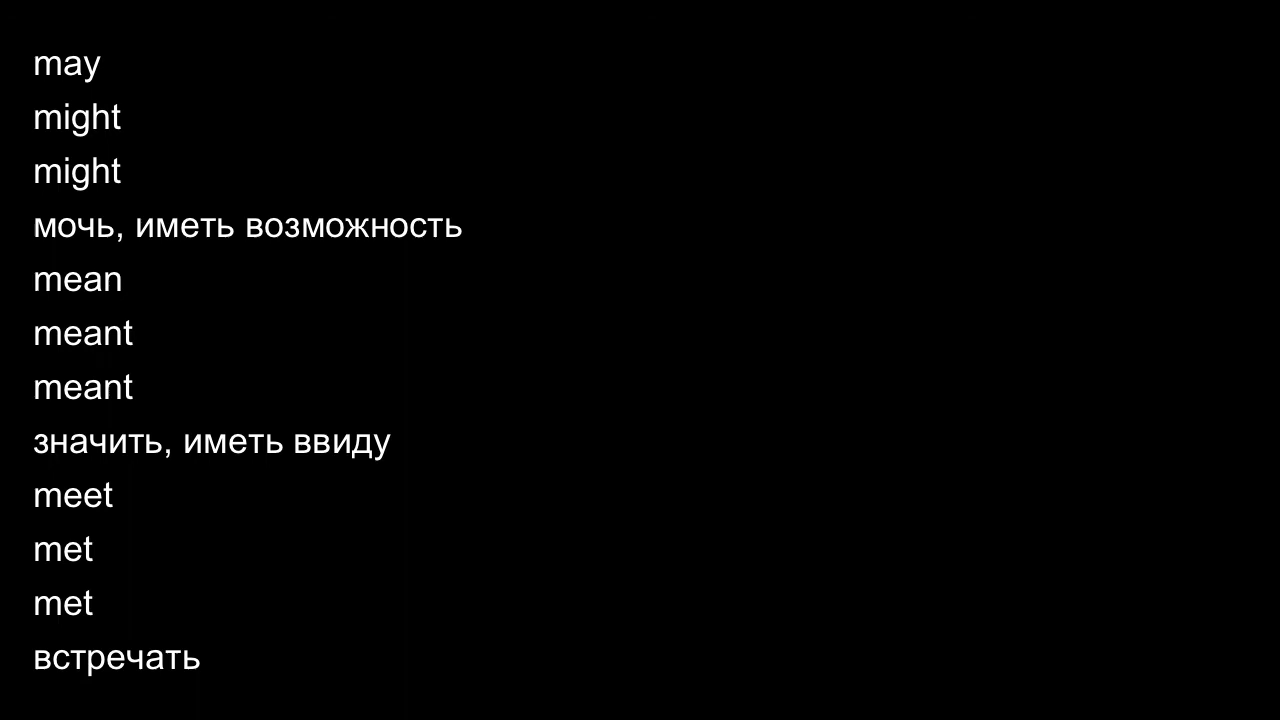 may
might
might
мочь, иметь возможность
mean
meant
meant
значить, иметь ввиду
meet
met
met
встречать